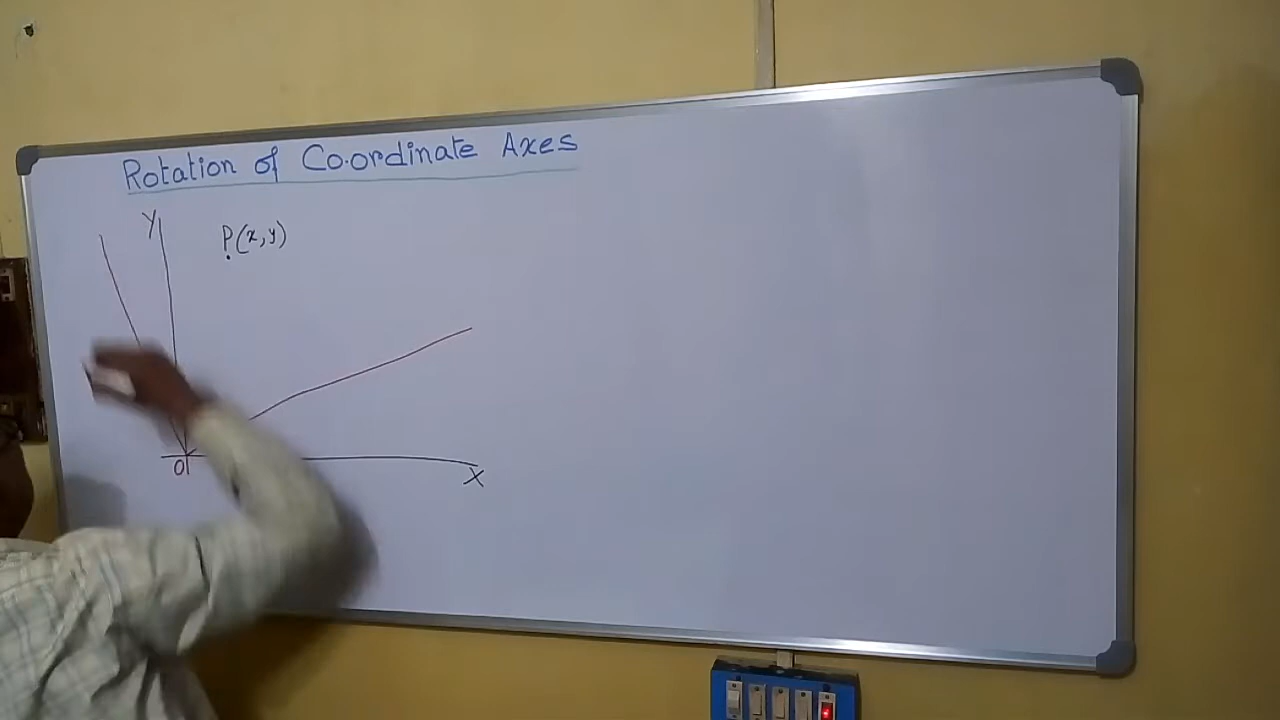 Rotation of Co-ordinate Axes
Y
P(x,y)
O
X